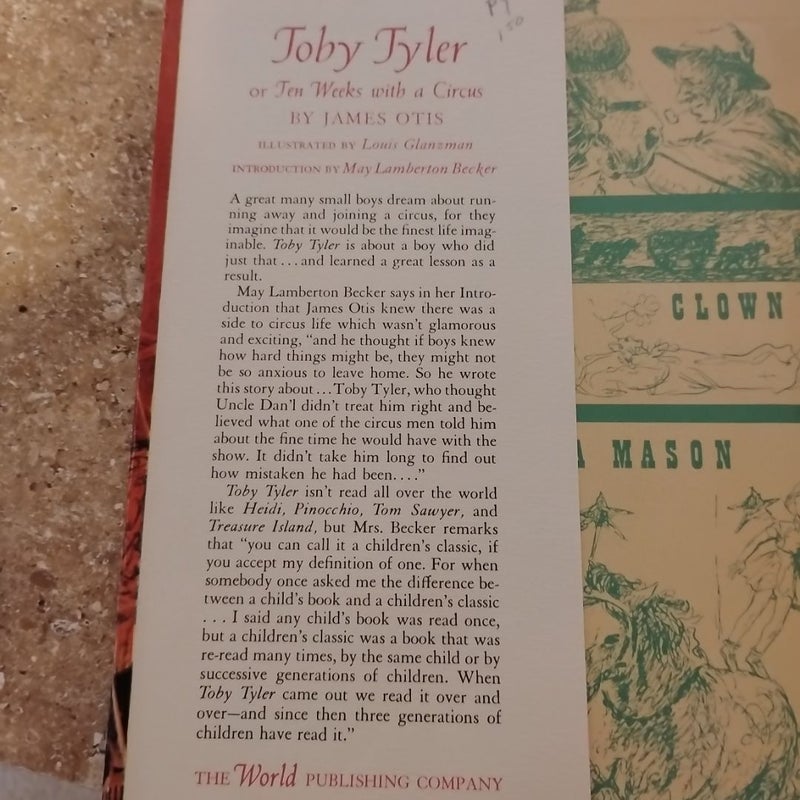 P7
1.50
Toby Tyler
or Ten Weeks with a Circus
BY JAMES OTIS
ILLUSTRATED BY Louis Glanzman
INTRODUCTION BY May Lamberton Becker
A great many small boys dream about run-
ning away and joining a circus, for they
imagine that it would be the finest life imag-
inable. Toby Tyler is about a boy who did
just that . . . and learned a great lesson as a
result.
May Lamberton Becker says in her Intro-
duction that James Otis knew there was a
side to circus life which wasn't glamorous
and exciting, "and he thought if boys knew
how hard things might be, they might not
be so anxious to leave home. So he wrote
this story about . . . Toby Tyler, who thought
Uncle Dan'l didn't treat him right and be-
lieved what one of the circus men told him
about the fine time he would have with the
show. It didn't take him long to find out
how mistaken he had been. . . ."
Toby Tyler isn't read all over the world
like Heidi, Pinocchio, Tom Sawyer, and
Treasure Island, but Mrs. Becker remarks
that "you can call it a children's classic, if
you accept my definition of one. For when
somebody once asked me the difference be-
tween a child's book and a children's classic
. . . I said any child's book was read once,
but a children's classic was a book that was
re-read many times, by the same child or by
successive generations of children. When
Toby Tyler came out we read it over and
over—and since then three generations of
children have read it."
THE World PUBLISHING COMPANY
CLOWN
A MASON